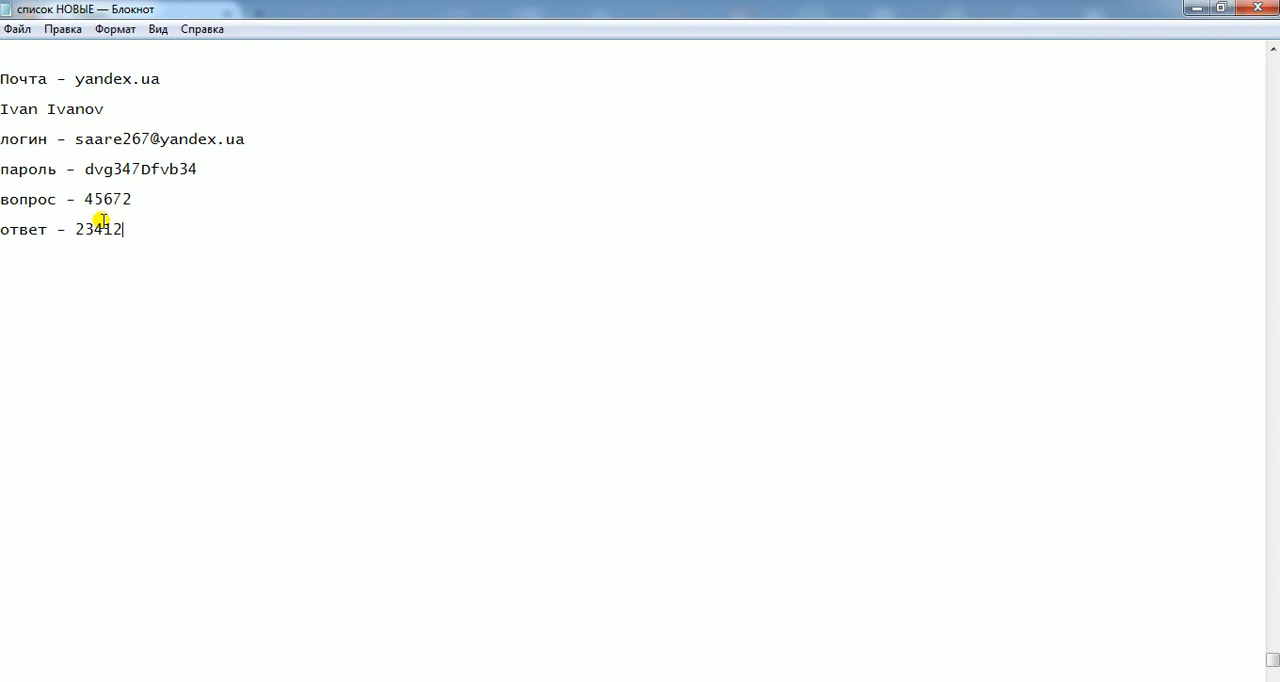 список НОВЫЕ — Блокнот
Файл Правка Формат Вид Справка
Почта - yandex.ua
Ivan Ivanov
логин - saare267@yandex.ua
пароль - dvg347Dfvb34
вопрос - 45672
ответ - 23412